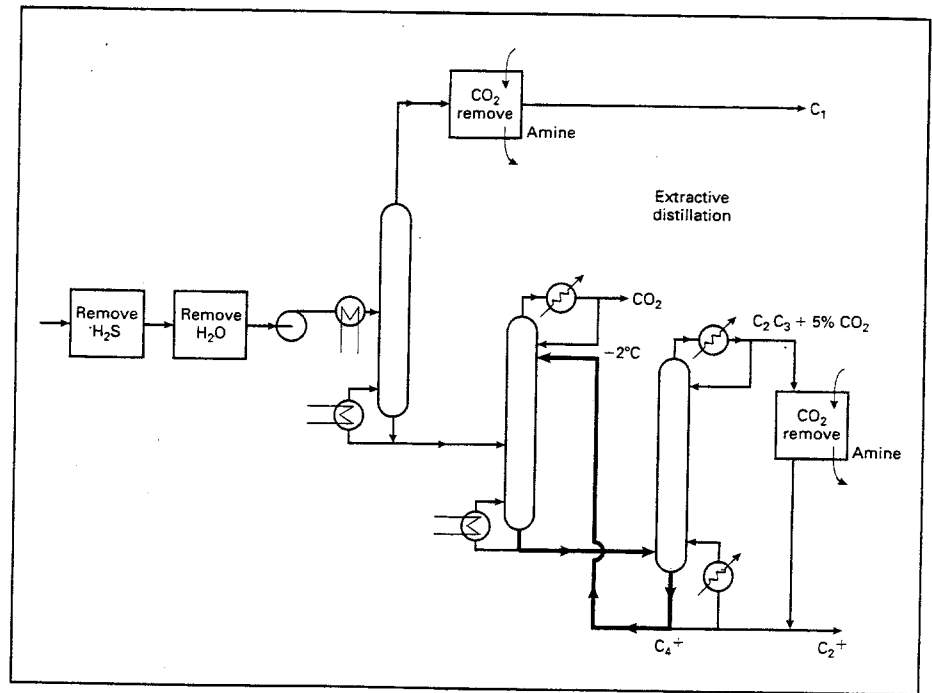 CO₂
remove
Amine
C₁
Extractive
distillation
Remove
H₂S
Remove
H₂O
CO₂
–2°C
C₂ C₃ + 5% CO₂
CO₂
remove
Amine
C₄+
C₂+